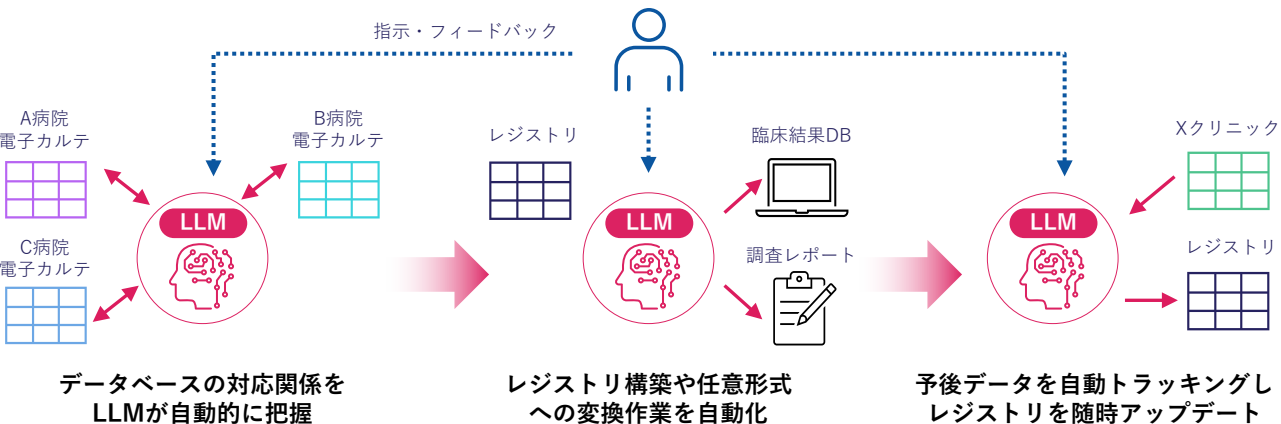 指示・フィードバック
A病院
電子カルテ
B病院
電子カルテ
C病院
電子カルテ
LLM
データベースの対応関係を
LLMが自動的に把握
レジストリ
臨床結果DB
調査レポート
LLM
レジストリ構築や任意形式
への変換作業を自動化
Xクリニック
レジストリ
LLM
予後データを自動トラッキングし
レジストリを随時アップデート